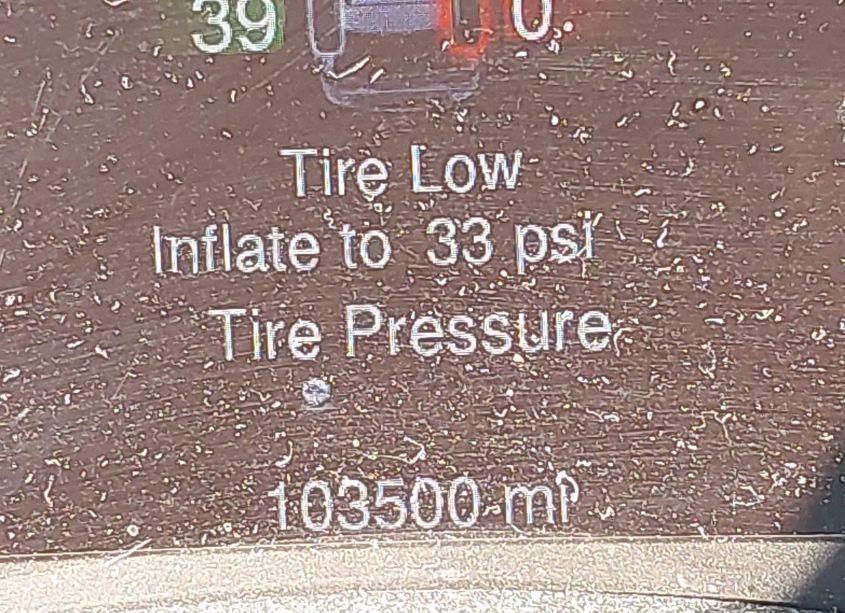 39 0
Tire Low
Inflate to 33 psi
Tire Pressure
103500 mi